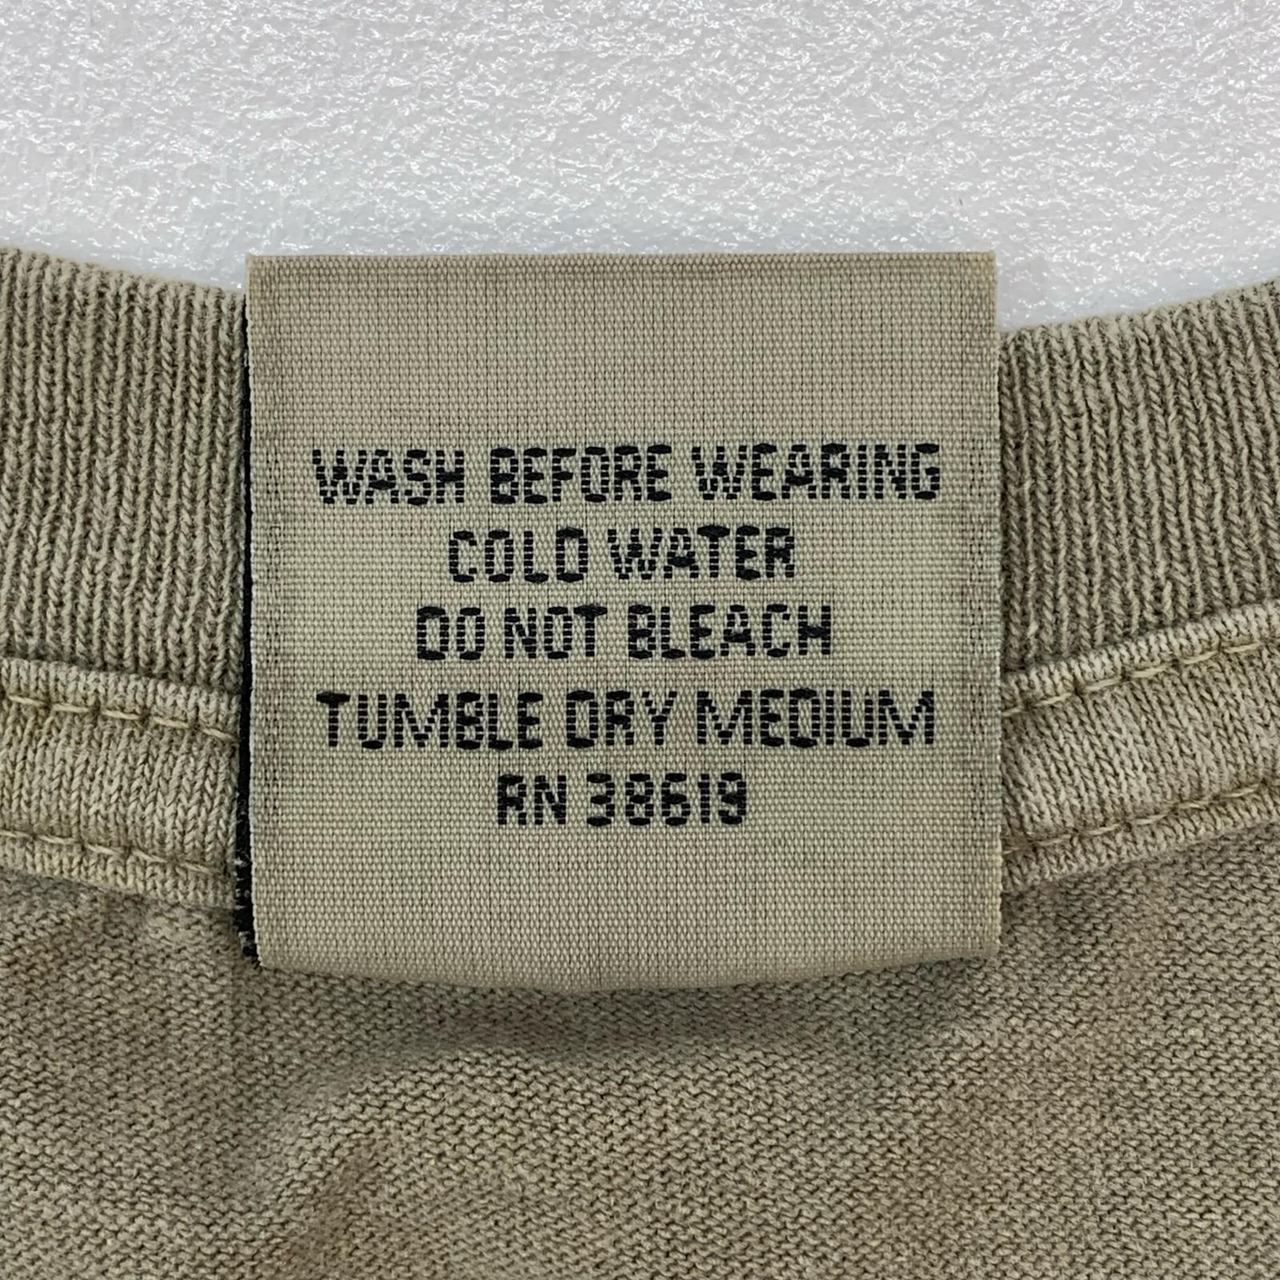 WASH BEFORE WEARING
COLD WATER
DO NOT BLEACH
TUMBLE DRY MEDIUM
RN 38619